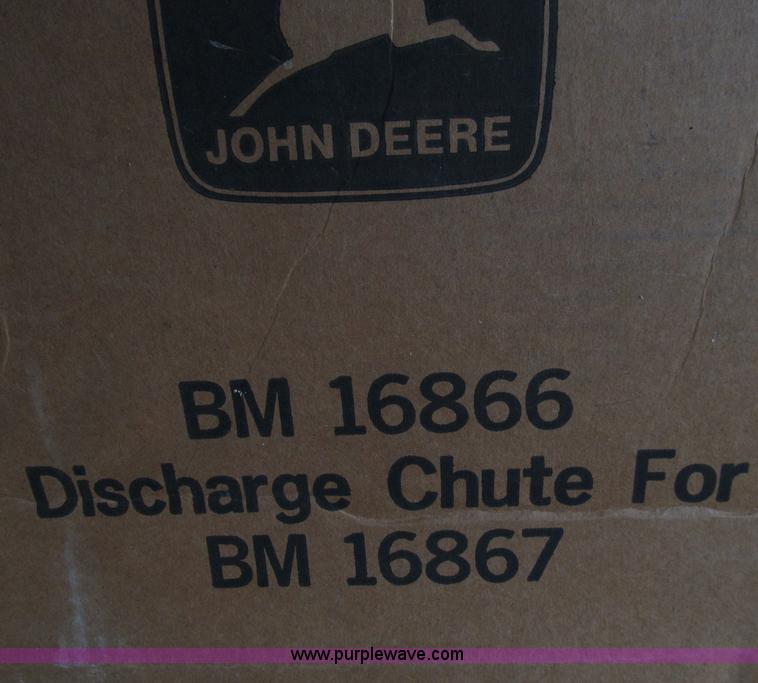 JOHN DEERE
BM 16866
Discharge Chute For
BM 16867
www.purplewave.com